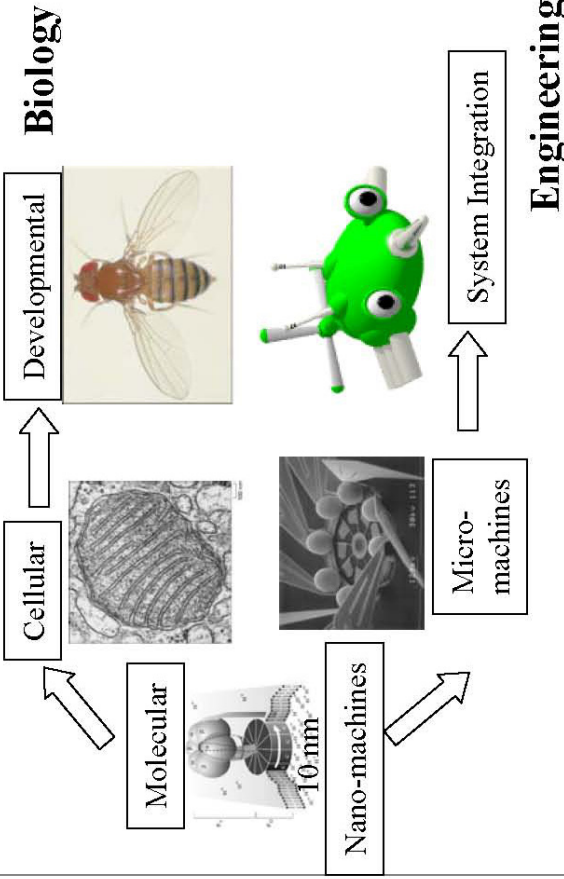 Biology
Developmental
Cellular
Molecular
10 nm
Nano-machines
Micro-
machines
System Integration
Engineering